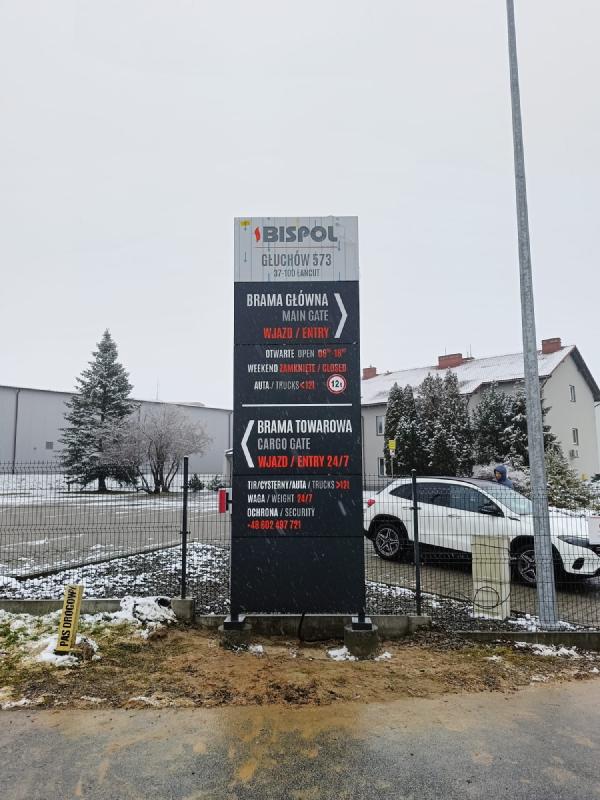 BISPOL
GŁUCHÓW 573
37-100 ŁAŃCUT
BRAMA GŁÓWNA
MAIN GATE
WJAZD / ENTRY
OTWARTE OPEN 08⁰⁰-16⁰⁰
WEEKEND ZAMKNIĘTE / CLOSED
AUTA / TRUCKS <12t
12t
BRAMA TOWAROWA
CARGO GATE
WJAZD / ENTRY 24/7
TIR/CYSTERNY/AUTA / TRUCKS >12t
WAGA / WEIGHT 24/7
OCHRONA / SECURITY
+48 602 497 721
PAS DROGOWY